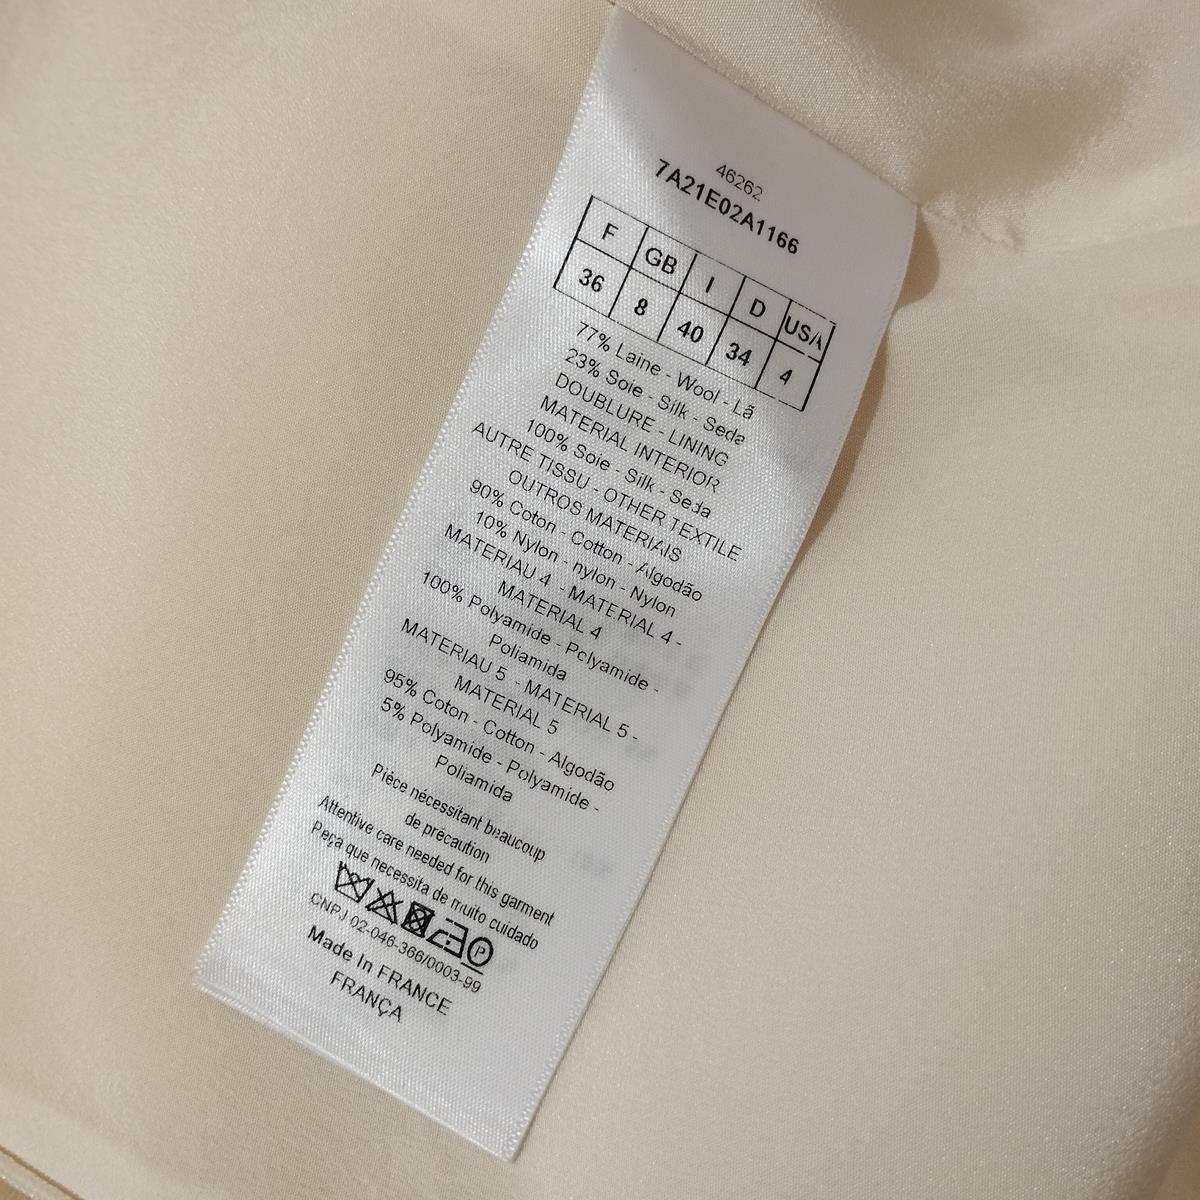 46262
7A21E02A1166
F GB I D USA
36 8 40 34 4
77% Laine - Wool - Lã
23% Soie - Silk - Seda
DOUBLURE - LINING
MATERIAL INTERIOR
100% Soie - Silk - Seda
AUTRE TISSU - OTHER TEXTILE
OUTROS MATERIAIS
90% Coton - Cotton - Algodão
10% Nylon - nylon - Nylon
MATERIAU 4 - MATERIAL 4 -
MATERIAL 4
100% Polyamide - Polyamide -
Poliamida
MATERIAU 5 - MATERIAL 5 -
MATERIAL 5
95% Coton - Cotton - Algodão
5% Polyamide - Polyamide -
Poliamida
Pièce nécessitant beaucoup
de précaution
Attentive care needed for this garment
Peça que necessita de muito cuidado
P
CNPJ 02-046-366/0003-99
Made In FRANCE
FRANÇA